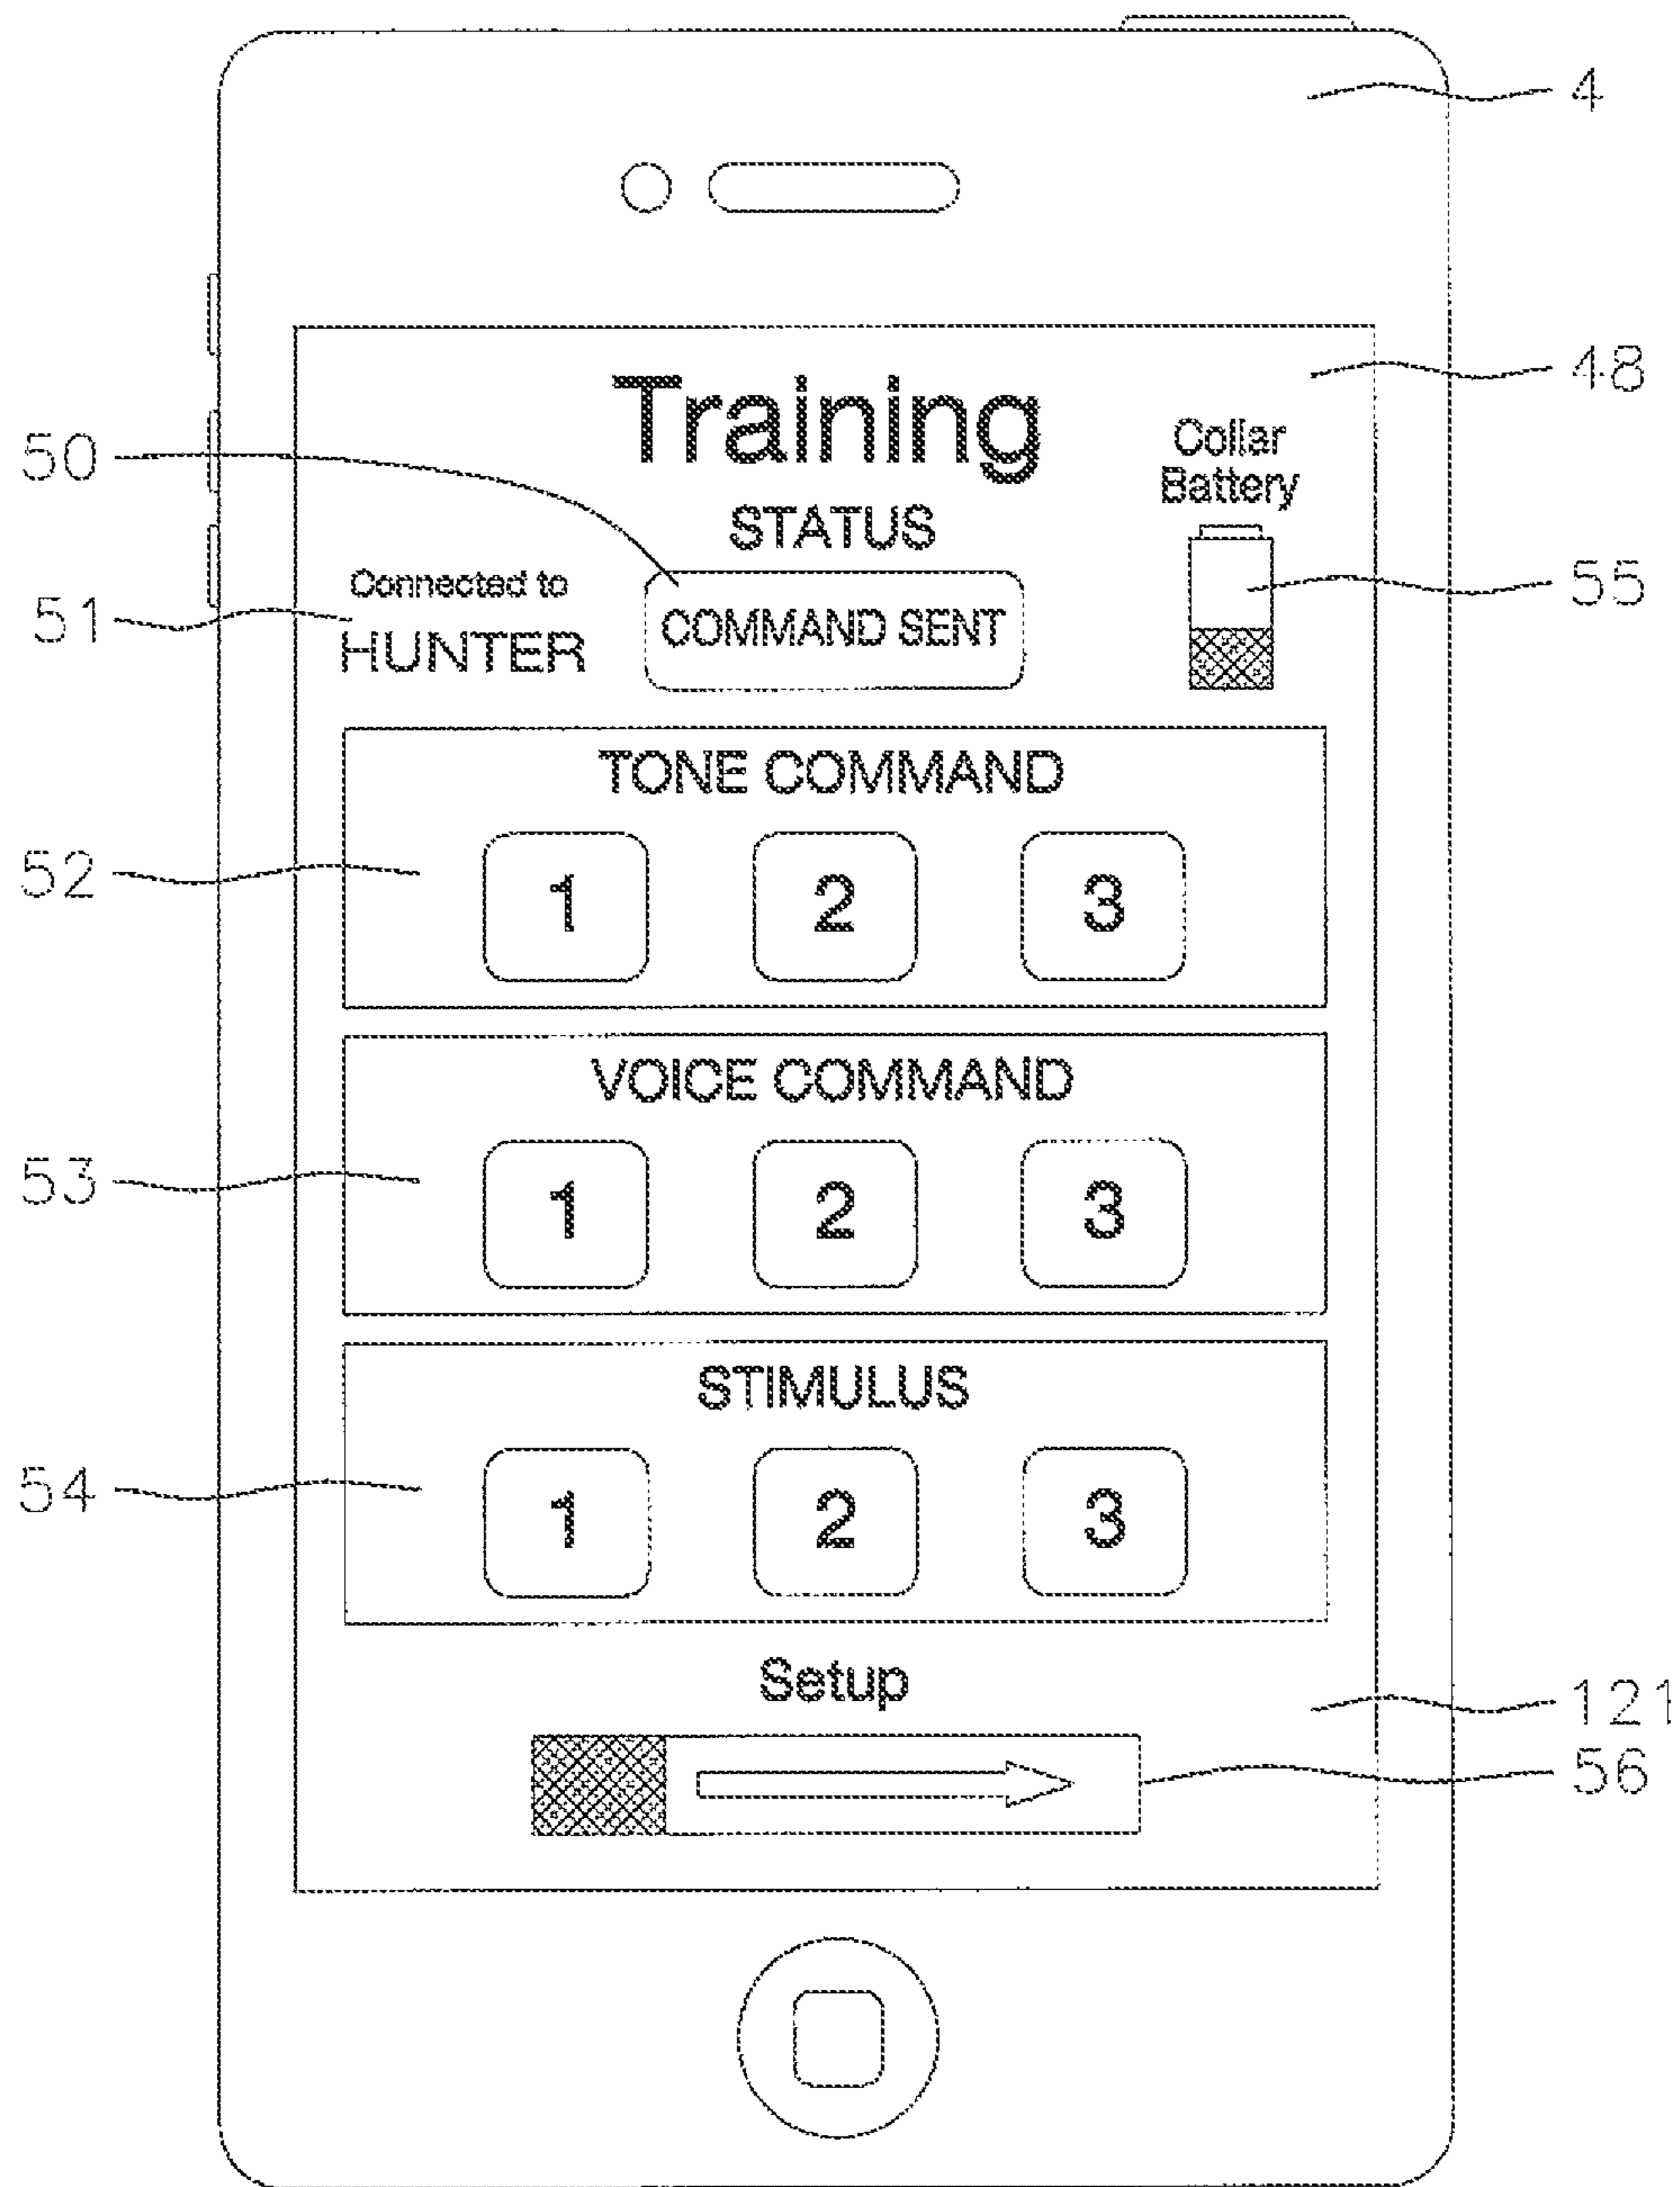 4
48
Training
Collar
Battery
50
STATUS
55
Connected to
51
HUNTER
COMMAND SENT
TONE COMMAND
52
1 2 3
VOICE COMMAND
53
1 2 3
STIMULUS
54
1 2 3
Setup
121
56